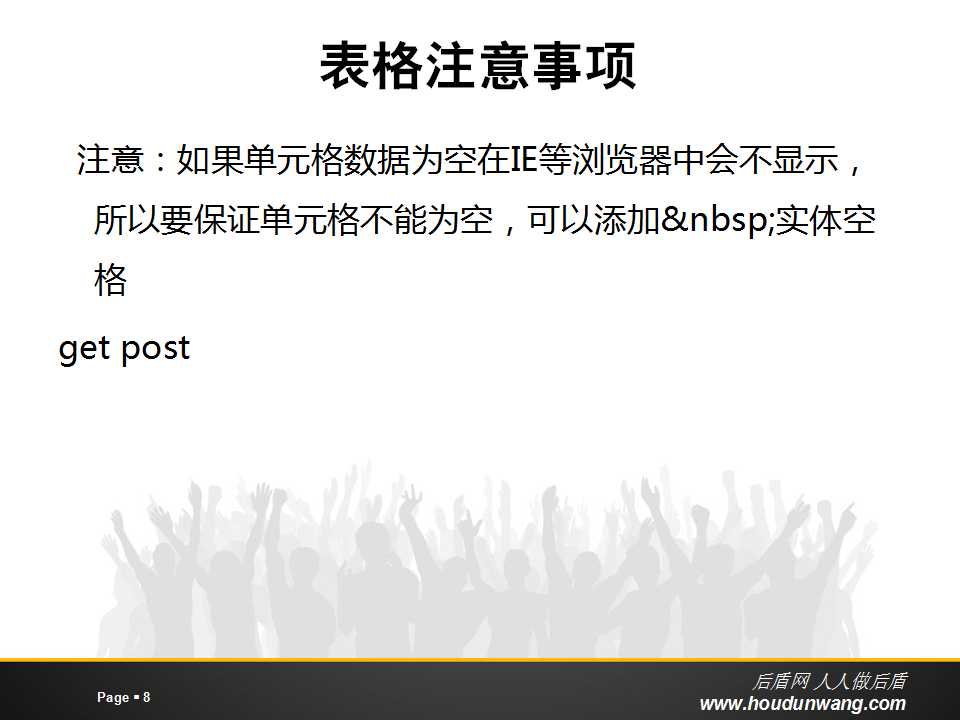 表格注意事项
注意：如果单元格数据为空在IE等浏览器中会不显示，
所以要保证单元格不能为空，可以添加&nbsp;实体空
格
get post
Page ▪ 8
后盾网 人人做后盾
www.houdunwang.com